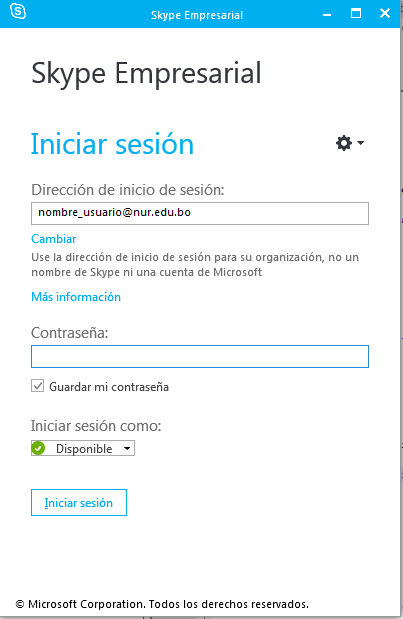 Skype Empresarial
Skype Empresarial
Iniciar sesión
Dirección de inicio de sesión:
nombre_usuario@nur.edu.bo
Cambiar
Use la dirección de inicio de sesión para su organización, no un
nombre de Skype ni una cuenta de Microsoft
Más información
Contraseña:
Guardar mi contraseña
Iniciar sesión como:
Disponible
Iniciar sesión
© Microsoft Corporation. Todos los derechos reservados.